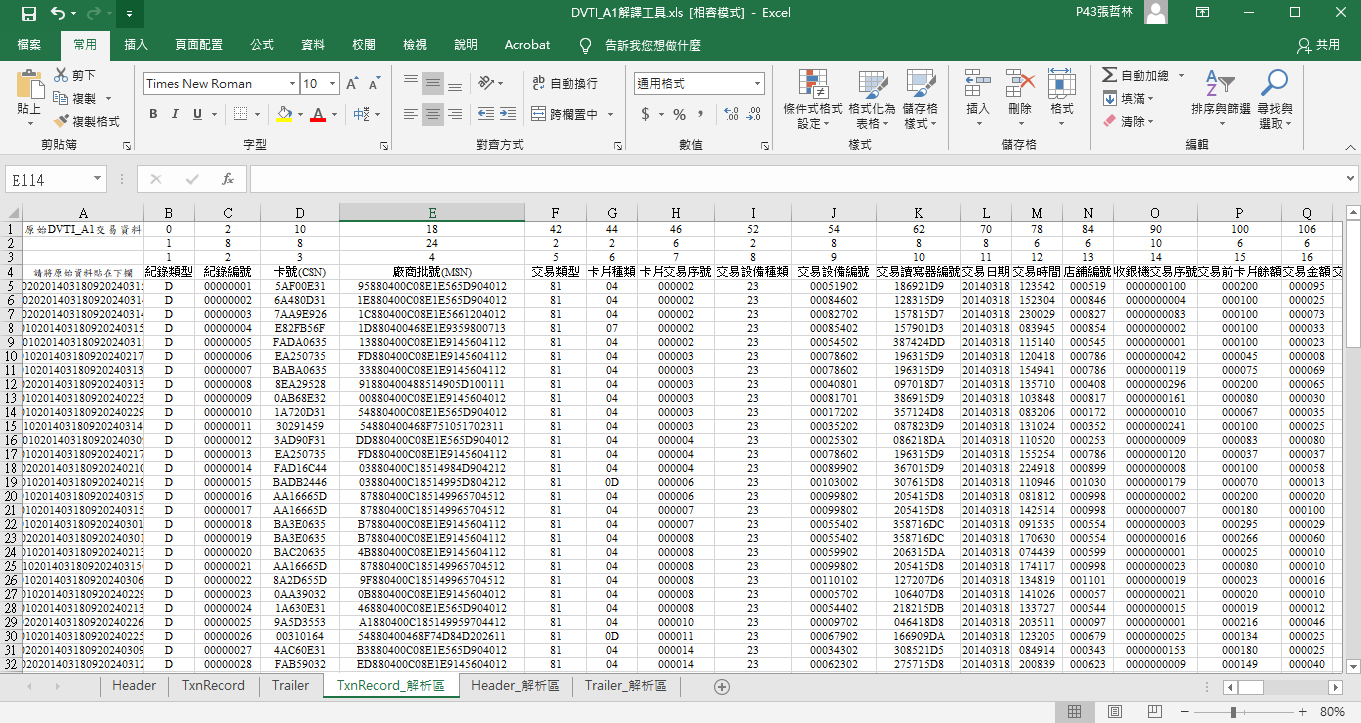 DVTI_A1解譯工具.xls [相容模式] - Excel
P43張哲林
檔案 常用 插入 頁面配置 公式 資料 校閱 檢視 說明 Acrobat 告訴我您想做什麼 共用
貼上 剪下 複製 複製格式 剪貼簿
Times New Roman 10 A A B I U A 中 字型
自動換行 跨欄置中 對齊方式
通用格式 $ % , 數值
條件式格式設定 格式化為表格 儲存格樣式 樣式
插入 刪除 格式 儲存格
自動加總 填滿 清除 排序與篩選 尋找與選取 編輯
E114 fx
A B C D E F G H I J K L M N O P Q
1 原始DVTI_A1交易資料 0 2 10 18 42 44 46 52 54 62 70 78 84 90 100 106
2 1 8 8 24 2 2 6 2 8 8 8 6 6 10 6 6
3 1 2 3 4 5 6 7 8 9 10 11 12 13 14 15 16
4 請將原始資料貼在下欄 紀錄類型 紀錄編號 卡號(CSN) 廠商批號(MSN) 交易類型 卡片種類 卡片交易序號 交易設備種類 交易設備編號 交易讀寫器編號 交易日期 交易時間 店舖編號 收銀機交易序號 交易前卡片餘額 交易金額 交
5 020201403180920240315 D 00000001 5AF00E31 95880400C08E1E565D904012 81 04 000002 23 00051902 186921D9 20140318 123542 000519 0000000100 000200 000095
6 02020140318092024031 D 00000002 6A480D31 1E880400C08E1E565D904012 81 04 000002 23 00084602 128315D9 20140318 152304 000846 0000000004 000100 000025
7 02020140318092024031 D 00000003 7AA9E926 1C880400C08E1E5661204012 81 04 000002 23 00082702 157815D7 20140318 230029 000827 0000000083 000100 000073
8 010201403180920240315 D 00000004 E82FB56F 1D880400468E1E9359800713 81 07 000002 23 00085402 157901D3 20140318 083945 000854 0000000002 000100 000033
9 01020140318092024031 D 00000005 FADA0635 13880400C08E1E9145604112 81 04 000002 23 00054502 387424DD 20140318 115140 000545 0000000001 000100 000023
10 010201403180920240217 D 00000006 EA250735 FD880400C08E1E9145604112 81 04 000003 23 00078602 196315D9 20140318 120418 000786 0000000042 000045 000008
11 010201403180920240313 D 00000007 BABA0635 33880400C08E1E9145604112 81 04 000003 23 00078602 196315D9 20140318 154941 000786 0000000119 000075 000069
12 020201403180920240313 D 00000008 8EA29528 91880400488514905D100111 81 04 000003 23 00040801 097018D7 20140318 135710 000408 0000000296 000200 000065
13 010201403180920240223 D 00000009 0AB68E32 00880400C08E1E9145604012 81 04 000003 23 00081701 386915D9 20140318 103848 000817 0000000161 000080 000030
14 010201403180920240229 D 00000010 1A720D31 54880400C08E1E565D904012 81 04 000003 23 00017202 357124D8 20140318 083206 000172 0000000010 000067 000035
15 10201403180920240314 D 00000011 30291459 54880400468F751051702311 81 04 000003 23 00035202 087823D9 20140318 131024 000352 0000000241 000100 000025
16 01020140318092024030 D 00000012 3AD90F31 DD880400C08E1E565D904012 81 04 000004 23 00025302 086218DA 20140318 110520 000253 0000000009 000083 000080
17 010201403180920240217 D 00000013 EA250735 FD880400C08E1E9145604112 81 04 000004 23 00078602 196315D9 20140318 155254 000786 0000000120 000037 000037
18 020201403180920240210 D 00000014 FAD16C44 03880400C18514984D904212 81 04 000004 23 00089902 367015D9 20140318 224918 000899 0000000008 000100 000058
19 010201403180920240219 D 00000015 BADB2446 03880400C185149955D804212 81 0D 000006 23 00103002 307615D8 20140318 110946 001030 0000000179 000070 000013
20 010201403180920240315 D 00000016 AA16665D 87880400C185149965704512 81 04 000006 23 00099802 205415D8 20140318 081812 000998 0000000002 000200 000020
21 010201403180920240315 D 00000017 AA16665D 87880400C185149965704512 81 04 000007 23 00099802 205415D8 20140318 142514 000998 0000000007 000180 000100
22 020201403180920240301 D 00000018 BA3E0635 B7880400C08E1E9145604112 81 04 000007 23 00055402 358716DC 20140318 091535 000554 0000000003 000295 000029
23 020201403180920240301 D 00000019 BA3E0635 B7880400C08E1E9145604112 81 04 000008 23 00055402 358716DC 20140318 170630 000554 0000000016 000266 000060
24 010201403180920240213 D 00000020 BAC20635 4B880400C08E1E9145604112 81 04 000008 23 00059902 206315DA 20140318 074439 000599 0000000001 000025 000010
25 10201403180920240315 D 00000021 AA16665D 87880400C185149965704512 81 04 000008 23 00099802 205415D8 20140318 174117 000998 0000000023 000080 000010
26 010201403180920240306 D 00000022 8A2D655D 9F880400C185149965704512 81 04 000008 23 00110102 127207D6 20140318 134819 001101 0000000019 000023 000016
27 010201403180920240229 D 00000023 0AA39032 0B880400C08E1E9145604012 81 04 000008 23 00005702 106407D8 20140318 141026 000057 0000000021 000020 000010
28 010201403180920240213 D 00000024 1A630E31 46880400C08E1E565D904012 81 04 000008 23 00054402 218215DB 20140318 133727 000544 0000000015 000019 000012
29 020201403180920240226 D 00000025 9A5D3553 A1880400C185149959704412 81 04 000010 23 00009702 046418D8 20140318 203511 000097 0000000001 000216 000046
30 010201403180920240225 D 00000026 00310164 54880400468F74D84D202611 81 0D 000011 23 00067902 166909DA 20140318 123205 000679 0000000025 000134 000025
31 020201403180920240309 D 00000027 4AC60E31 B3880400C08E1E565D904012 81 04 000014 23 00034302 308521D5 20140318 084914 000343 0000000153 000180 000025
32 020201403180920240312 D 00000028 FAB59032 ED880400C08E1E9145604012 81 04 000014 23 00062302 275715D8 20140318 200839 000623 0000000009 000149 000040
Header TxnRecord Trailer TxnRecord_解析區 Header_解析區 Trailer_解析區
80%